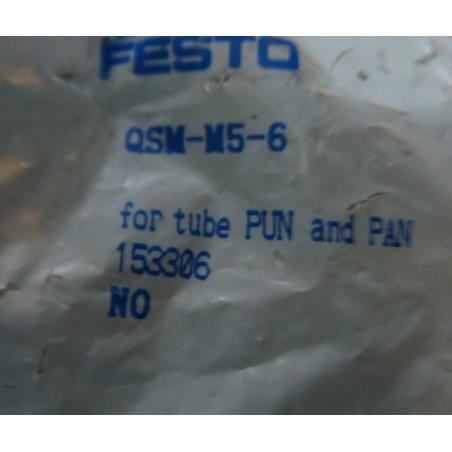 FESTO
QSM-M5-6
for tube PUN and PAN
153306
NO